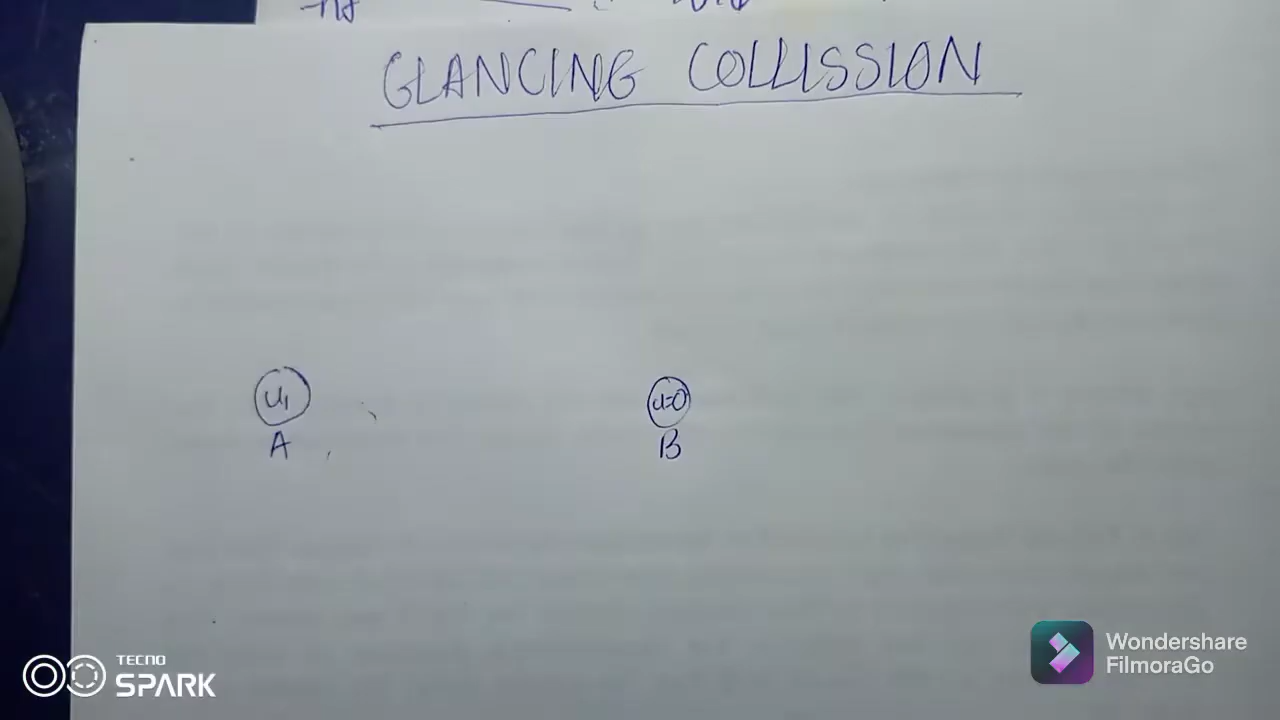 GLANCING COLLISSION
U₁
A
u=0
B
TECNO
SPARK
Wondershare
FilmoraGo